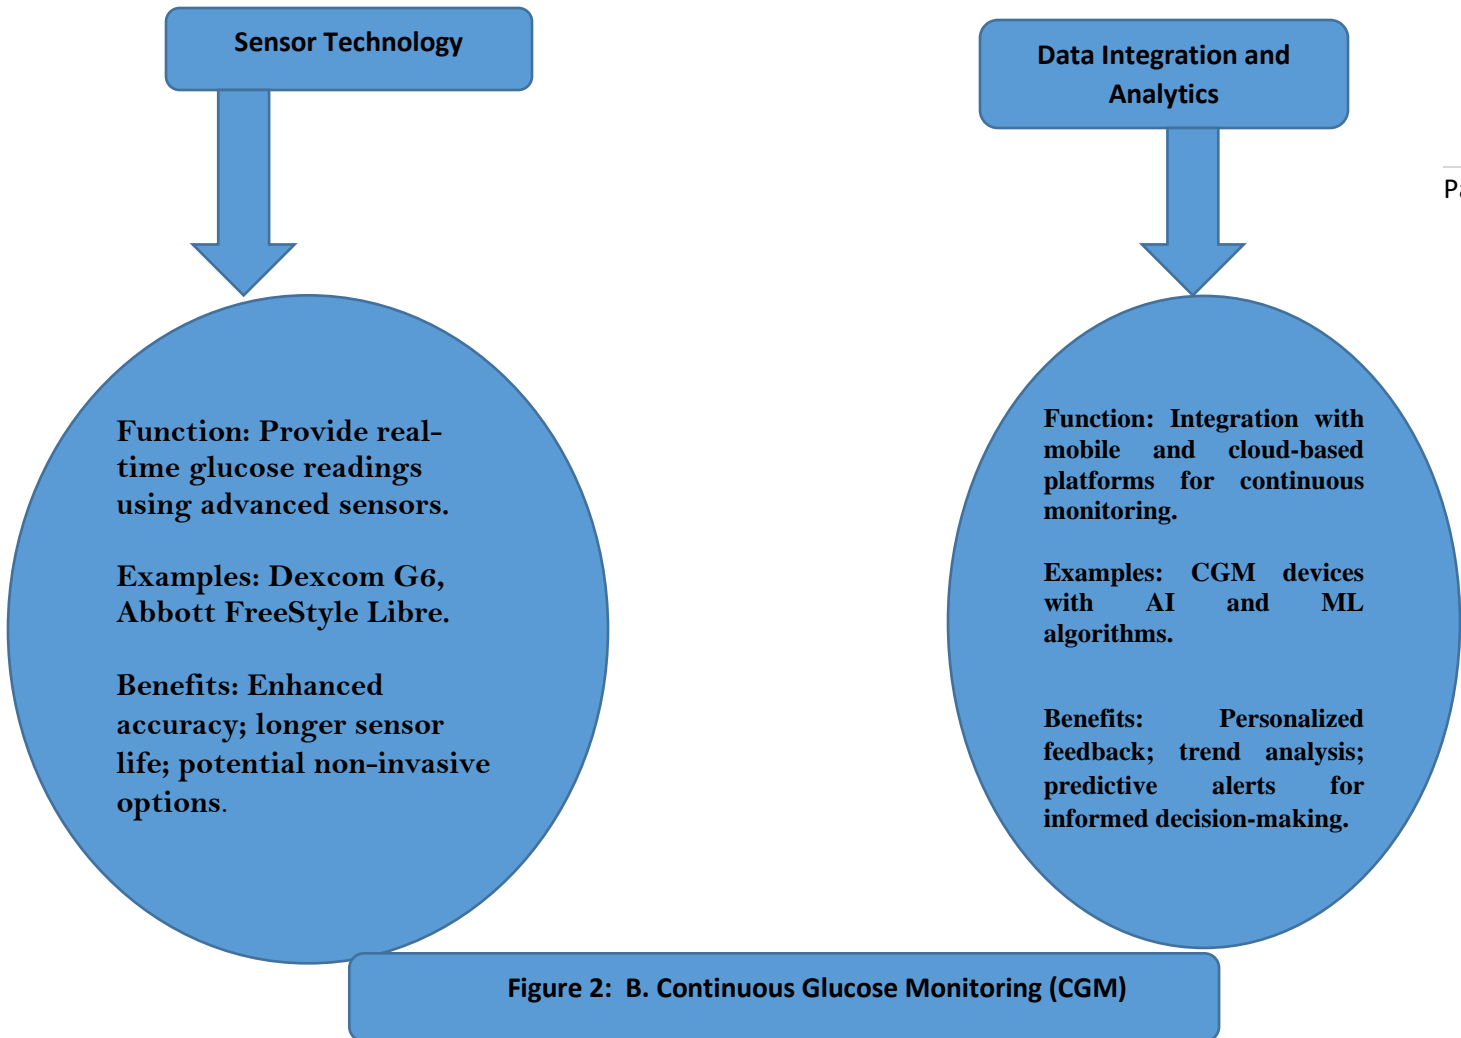 Sensor Technology
Data Integration and
Analytics
Pa
Function: Provide real-
time glucose readings
using advanced sensors.
Examples: Dexcom G6,
Abbott FreeStyle Libre.
Benefits: Enhanced
accuracy; longer sensor
life; potential non-invasive
options.
Function: Integration with
mobile and cloud-based
platforms for continuous
monitoring.
Examples: CGM devices
with AI and ML
algorithms.
Benefits: Personalized
feedback; trend analysis;
predictive alerts for
informed decision-making.
Figure 2: B. Continuous Glucose Monitoring (CGM)